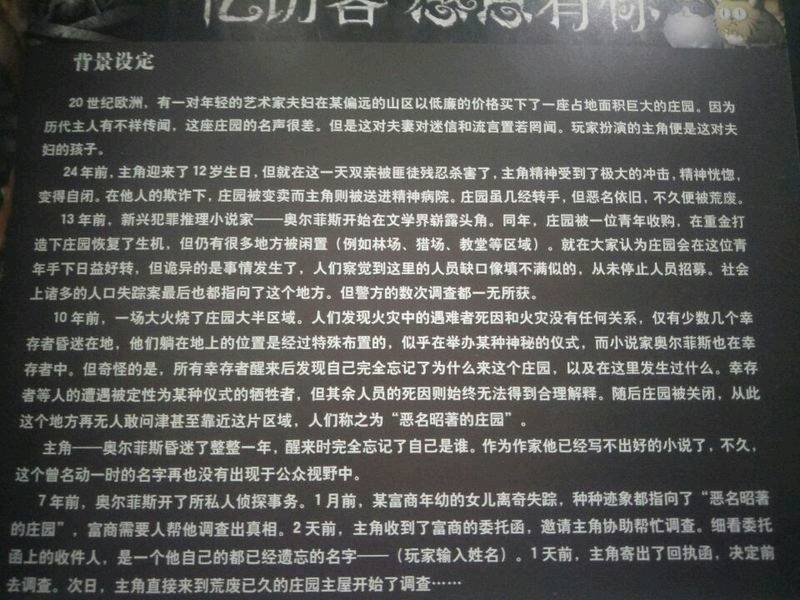 忆访客
背景设定
20世纪欧洲，有一对年轻的艺术家夫妇在某偏远的山区以低廉的价格买下了一座占地面积巨大的庄园。因为
历代主人有不祥传闻，这座庄园的名声很差。但是这对夫妻对迷信和流言置若罔闻。玩家扮演的主角便是这对夫
妇的孩子。
24年前，主角迎来了12岁生日，但就在这一天双亲被匪徒残忍杀害了，主角精神受到了极大的冲击，精神恍惚，
变得自闭。在他人的欺诈下，庄园被变卖而主角则被送进精神病院。庄园虽几经转手，但恶名依旧，不久便被荒废。
13年前，新兴犯罪推理小说家——奥尔菲斯开始在文学界崭露头角。同年，庄园被一位青年收购，在重金打
造下庄园恢复了生机，但仍有很多地方被闲置（例如林场、猎场、教堂等区域）。就在大家认为庄园会在这位青
年手下日益好转，但诡异的是事情发生了，人们察觉到这里的人员缺口像填不满似的，从未停止人员招募。社会
上诸多的人口失踪案最后也都指向了这个地方。但警方的数次调查都一无所获。
10年前，一场大火烧了庄园大半区域。人们发现火灾中的遇难者死因和火灾没有任何关系，仅有少数几个幸
存者昏迷在地，他们躺在地上的位置是经过特殊布置的，似乎在举办某种神秘的仪式，而小说家奥尔菲斯也在幸
存者中。但奇怪的是，所有幸存者醒来后发现自己完全忘记了为什么来这个庄园，以及在这里发生过什么。幸存
者等人的遭遇被定性为某种仪式的牺牲者，但其余人员的死因则始终无法得到合理解释。随后庄园被关闭，从此
这个地方再无人敢问津甚至靠近这片区域，人们称之为“恶名昭著的庄园”。
主角——奥尔菲斯昏迷了整整一年，醒来时完全忘记了自己是谁。作为作家他已经写不出好的小说了，不久，
这个曾名动一时的名字再也没有出现于公众视野中。
7年前，奥尔菲斯开了所私人侦探事务。1月前，某富商年幼的女儿离奇失踪，种种迹象都指向了“恶名昭著
的庄园”，富商需要人帮他调查出真相。2天前，主角收到了富商的委托函，邀请主角协助帮忙调查。细看委托
函上的收件人，是一个他自己的都已经遗忘的名字——（玩家输入姓名）。1天前，主角寄出了回执函，决定前
去调查。次日，主角直接来到荒废已久的庄园主屋开始了调查……